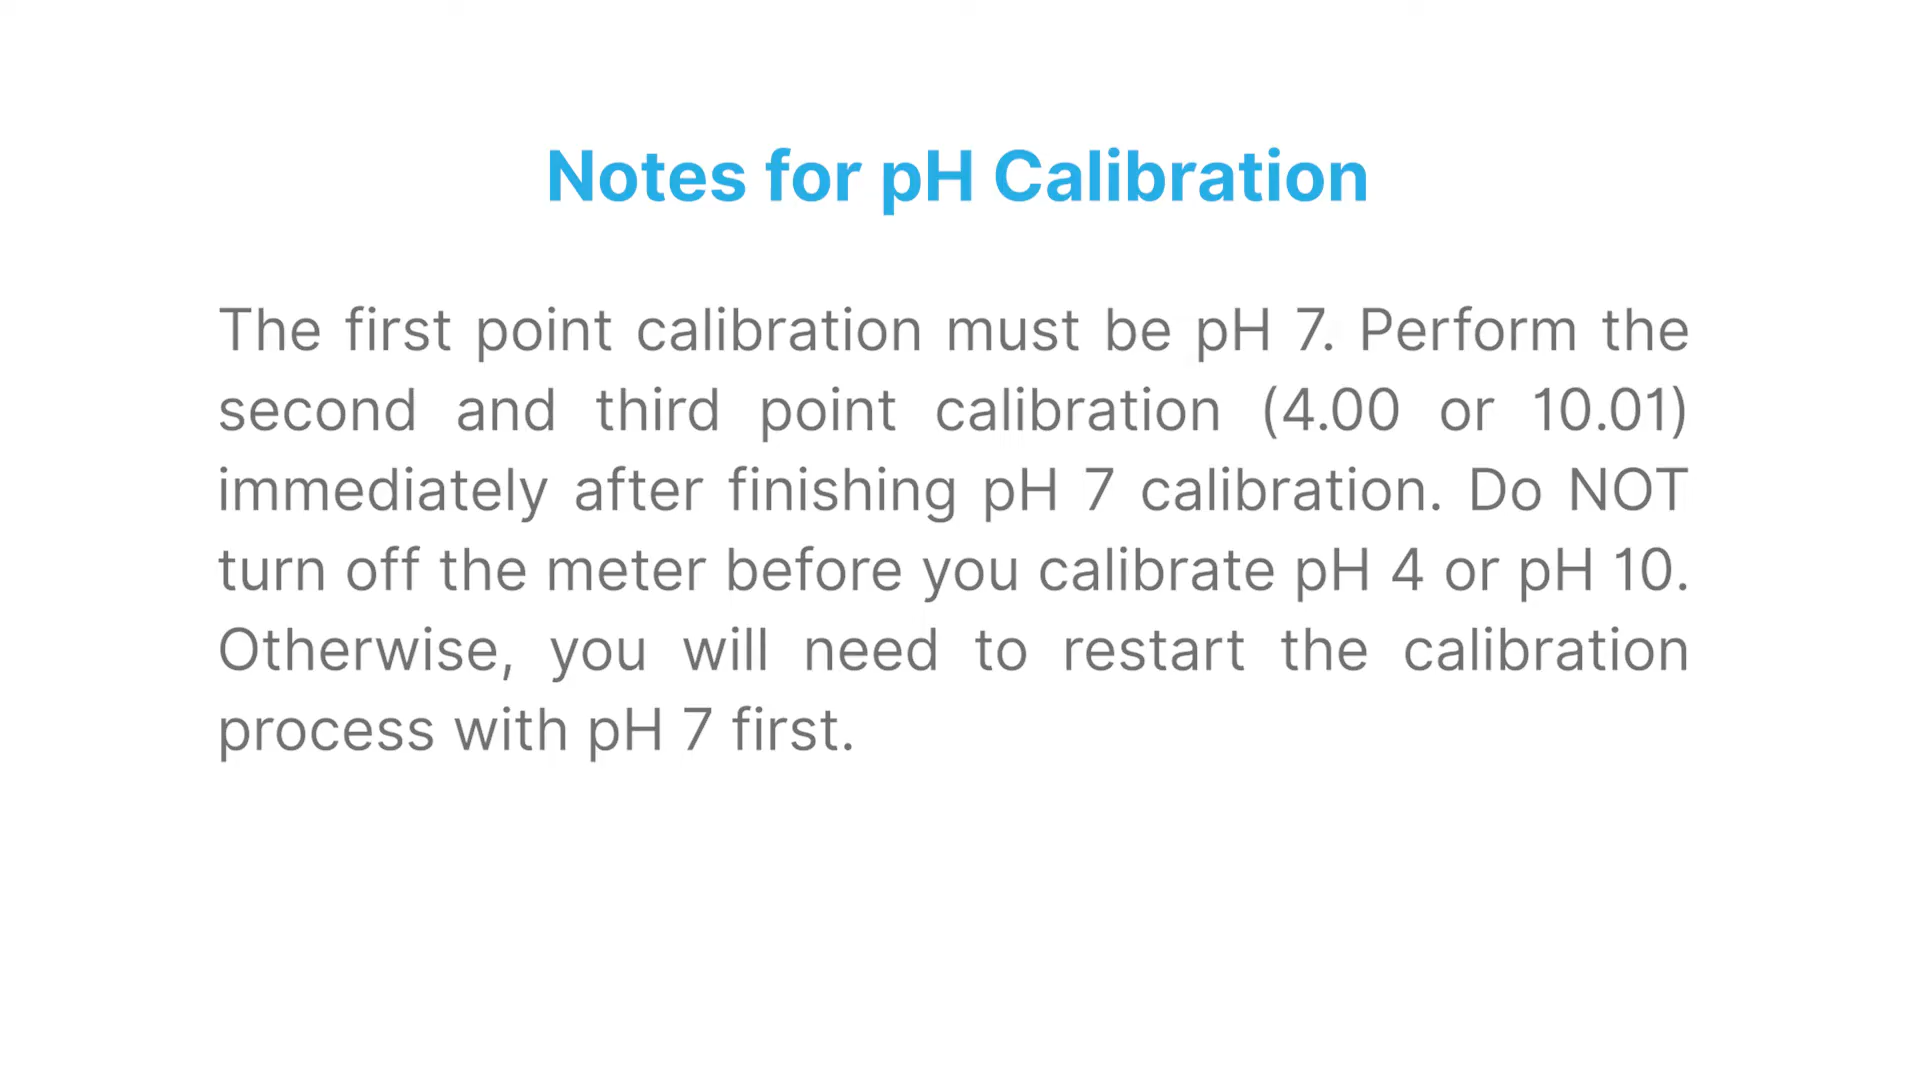 Notes for pH Calibration
The first point calibration must be pH 7. Perform the
second and third point calibration (4.00 or 10.01)
immediately after finishing pH 7 calibration. Do NOT
turn off the meter before you calibrate pH 4 or pH 10.
Otherwise, you will need to restart the calibration
process with pH 7 first.